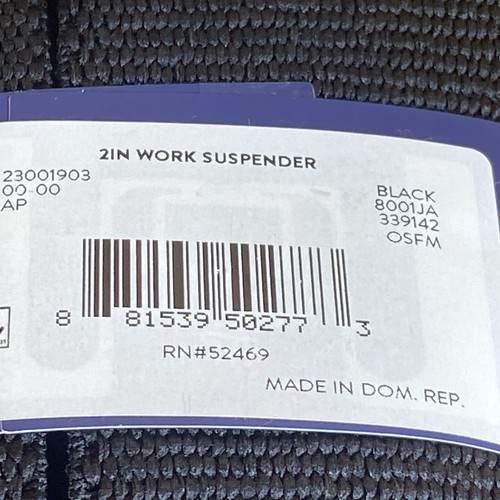 2IN WORK SUSPENDER
23001903
00-00
AP
BLACK
8001JA
339142
OSFM
8 81539 50277 3
RN#52469
MADE IN DOM. REP.